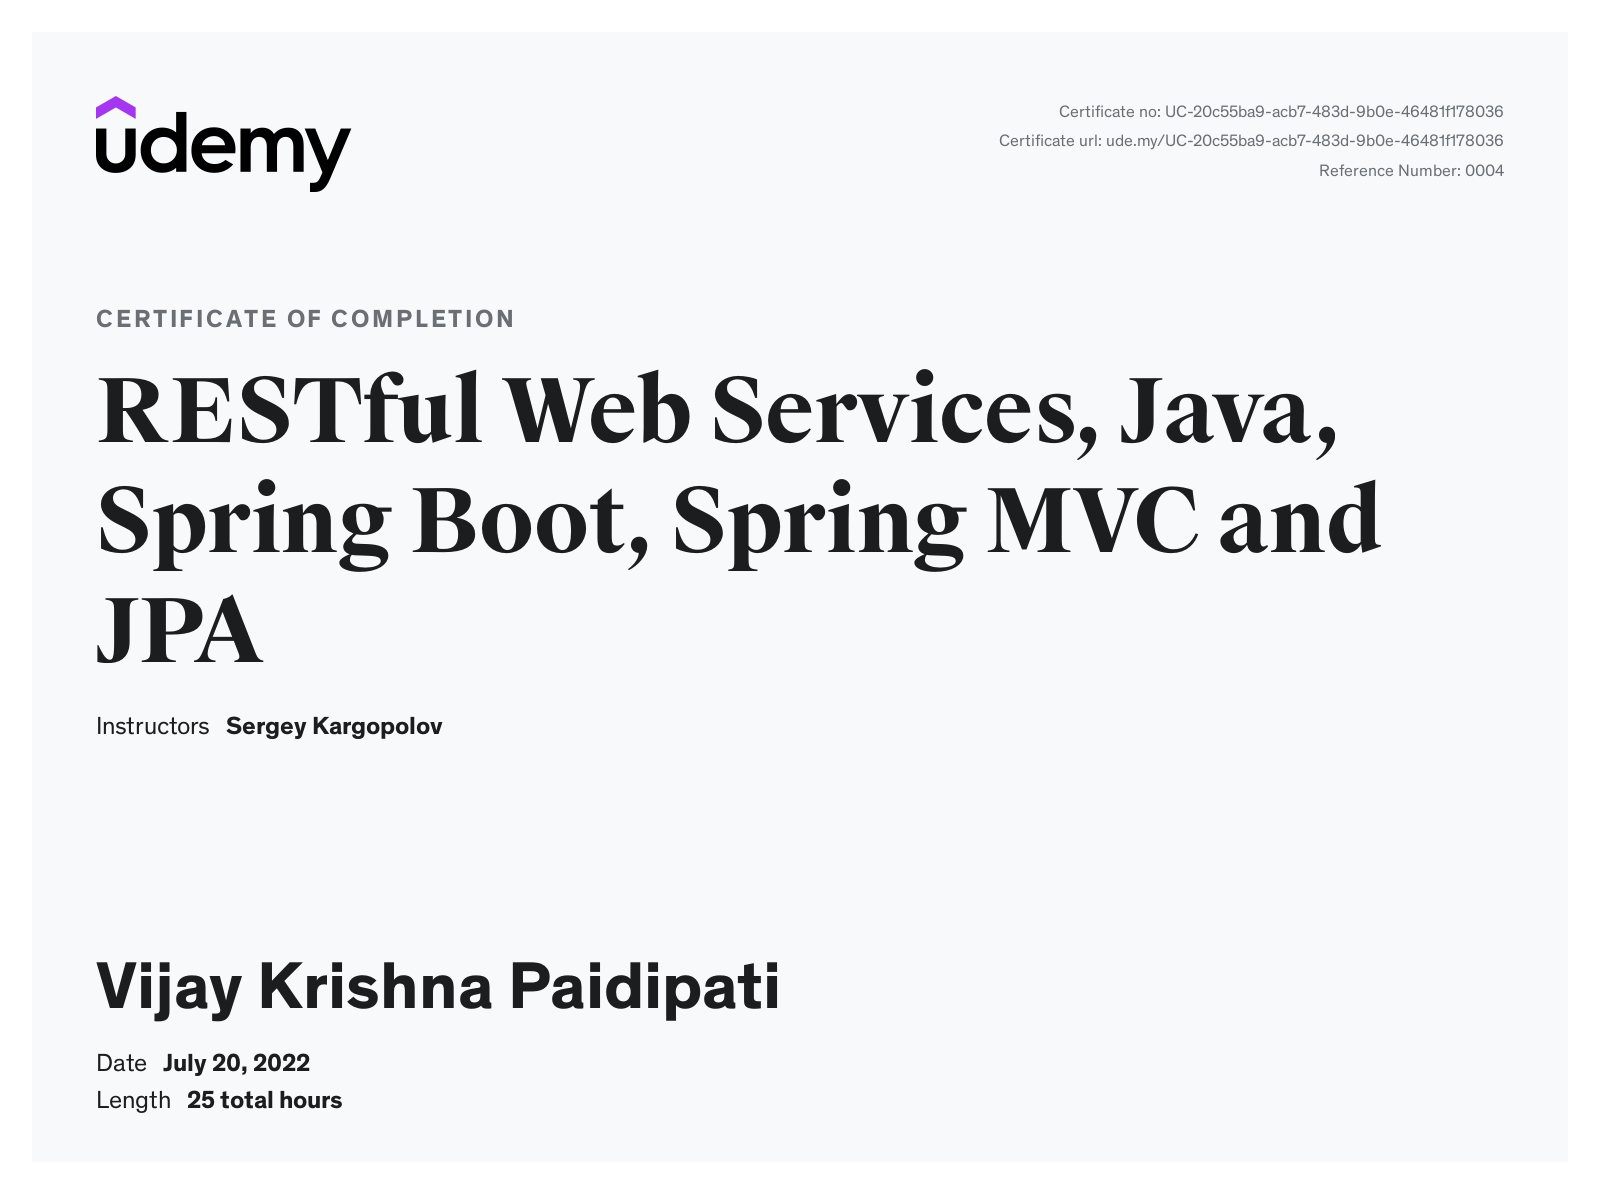 udemy
Certificate no: UC-20c55ba9-acb7-483d-9b0e-46481f178036
Certificate url: ude.my/UC-20c55ba9-acb7-483d-9b0e-46481f178036
Reference Number: 0004
CERTIFICATE OF COMPLETION
RESTful Web Services, Java,
Spring Boot, Spring MVC and
JPA
Instructors Sergey Kargopolov
Vijay Krishna Paidipati
Date July 20, 2022
Length 25 total hours